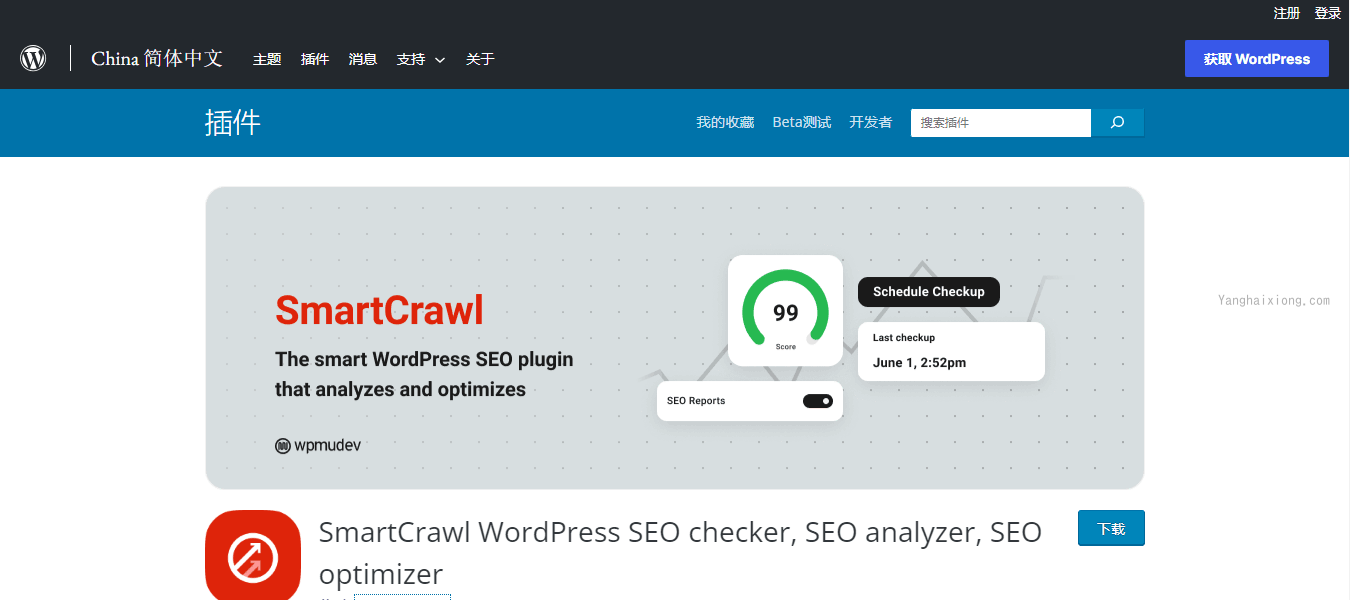 注册 登录
China 简体中文 主题 插件 消息 支持 关于 获取 WordPress
插件 我的收藏 Beta测试 开发者 搜索插件
SmartCrawl
The smart WordPress SEO plugin
that analyzes and optimizes
wpmudev
99
Score
Schedule Checkup
Last checkup
June 1, 2:52pm
SEO Reports
Yanghaixiong.com
SmartCrawl WordPress SEO checker, SEO analyzer, SEO
optimizer
下载